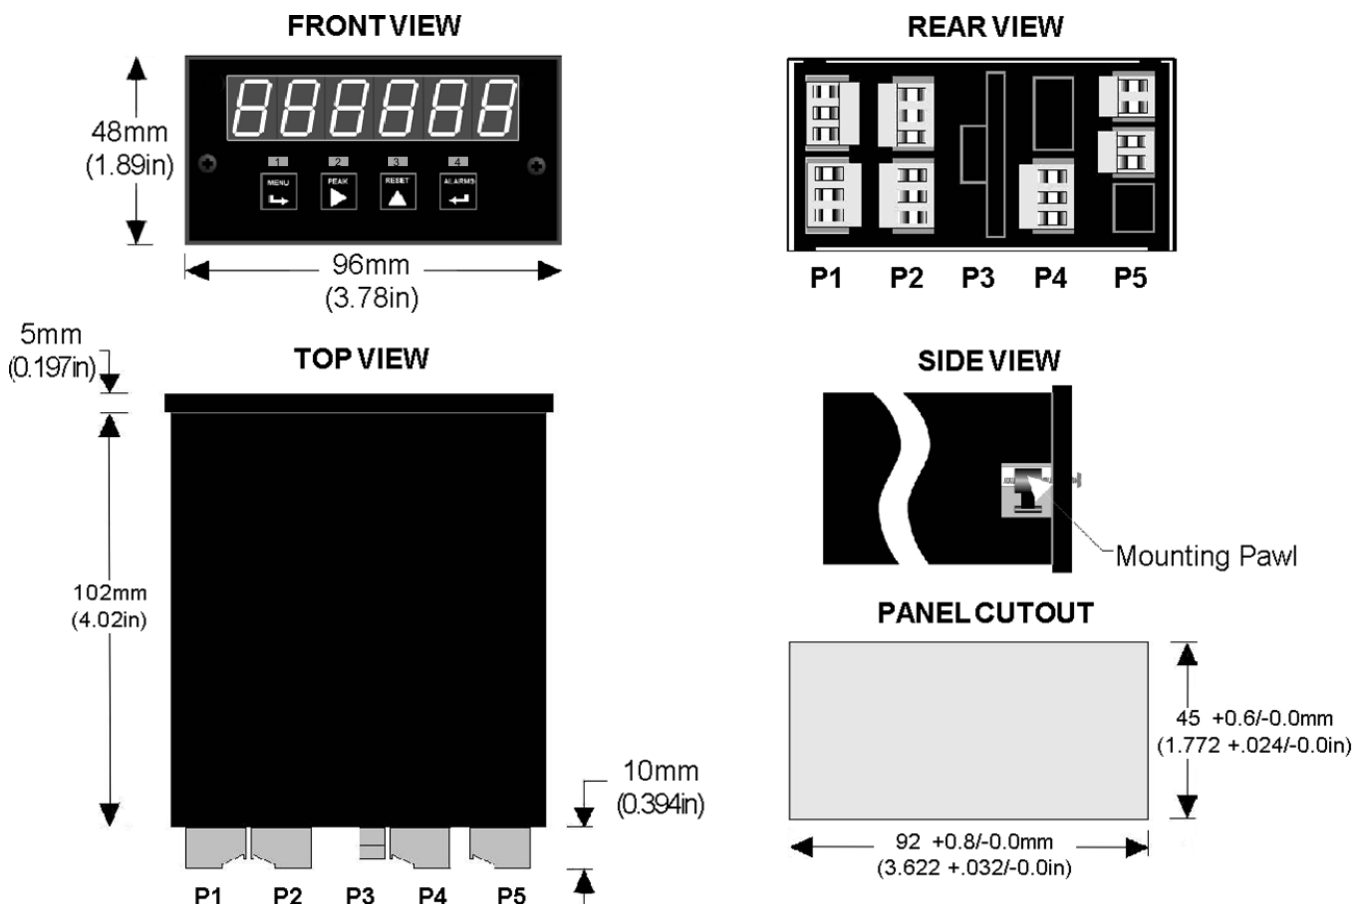 FRONT VIEW
48mm
(1.89in)
1 2 3 4
MENU PEAK RESET ALARMS
96mm
(3.78in)
REAR VIEW
P1 P2 P3 P4 P5
TOP VIEW
5mm
(0.197in)
102mm
(4.02in)
10mm
(0.394in)
P1 P2 P3 P4 P5
SIDE VIEW
Mounting Pawl
PANEL CUTOUT
45 +0.6/-0.0mm
(1.772 +.024/-0.0in)
92 +0.8/-0.0mm
(3.622 +.032/-0.0in)